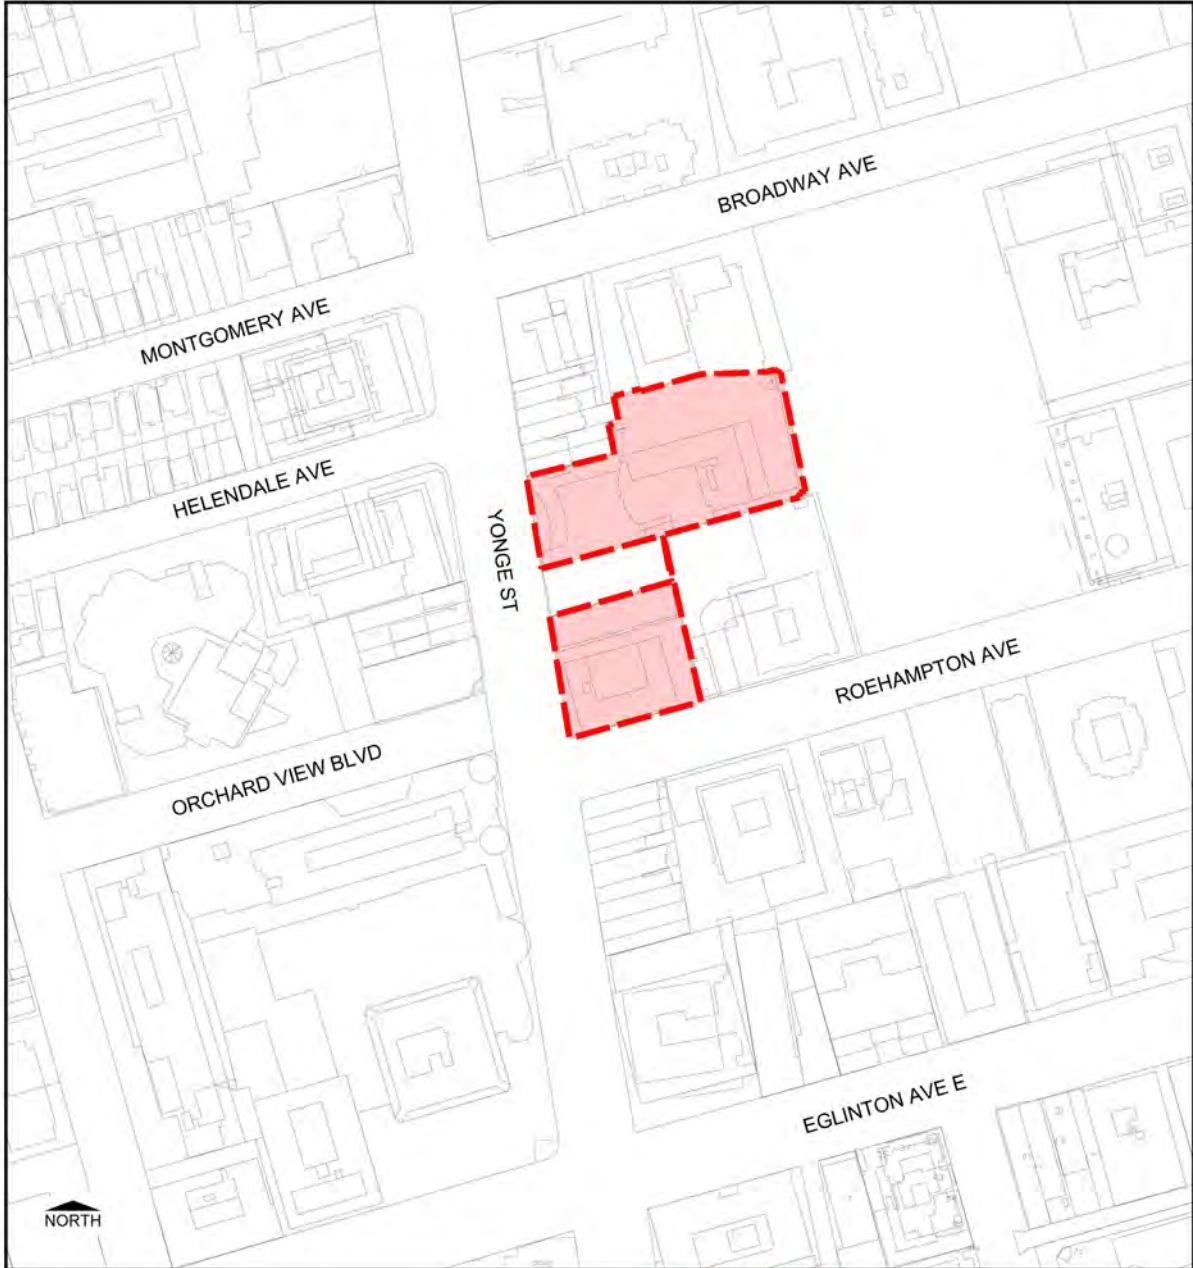 BROADWAY AVE
MONTGOMERY AVE
HELENDALE AVE
YONGE ST
ROEHAMPTON AVE
ORCHARD VIEW BLVD
EGLINTON AVE E
NORTH